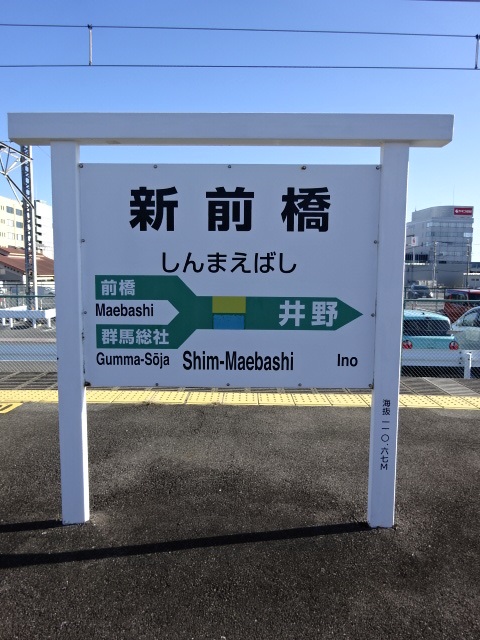 新前橋
しんまえばし
前橋
Maebashi
井野
群馬総社
Gumma-Sōja
Shim-Maebashi
Ino
海抜 一一〇.六七M